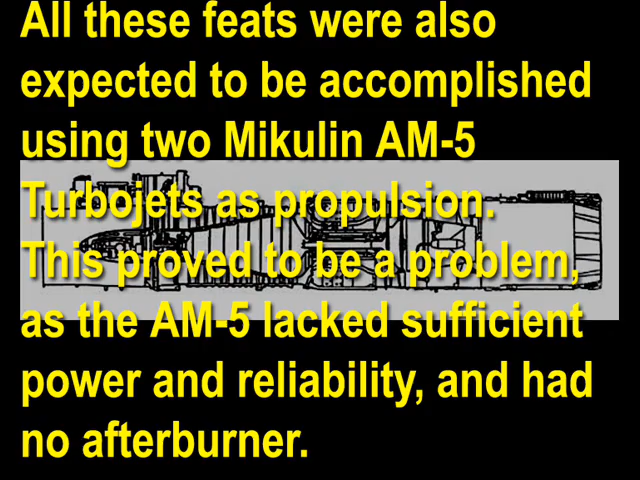 All these feats were also
expected to be accomplished
using two Mikulin AM-5
Turbojets as propulsion.
This proved to be a problem,
as the AM-5 lacked sufficient
power and reliability, and had
no afterburner.